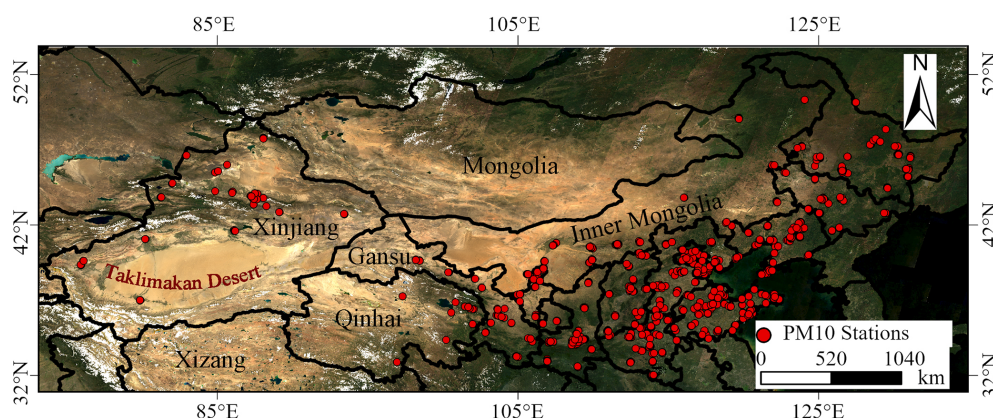 85°E 105°E 125°E
52°N 52°N
N
Mongolia
Inner Mongolia
42°N 42°N
Xinjiang
Gansu
Taklimakan Desert
Qinhai
PM10 Stations
Xizang
0 520 1040
km
32°N 32°N
85°E 105°E 125°E